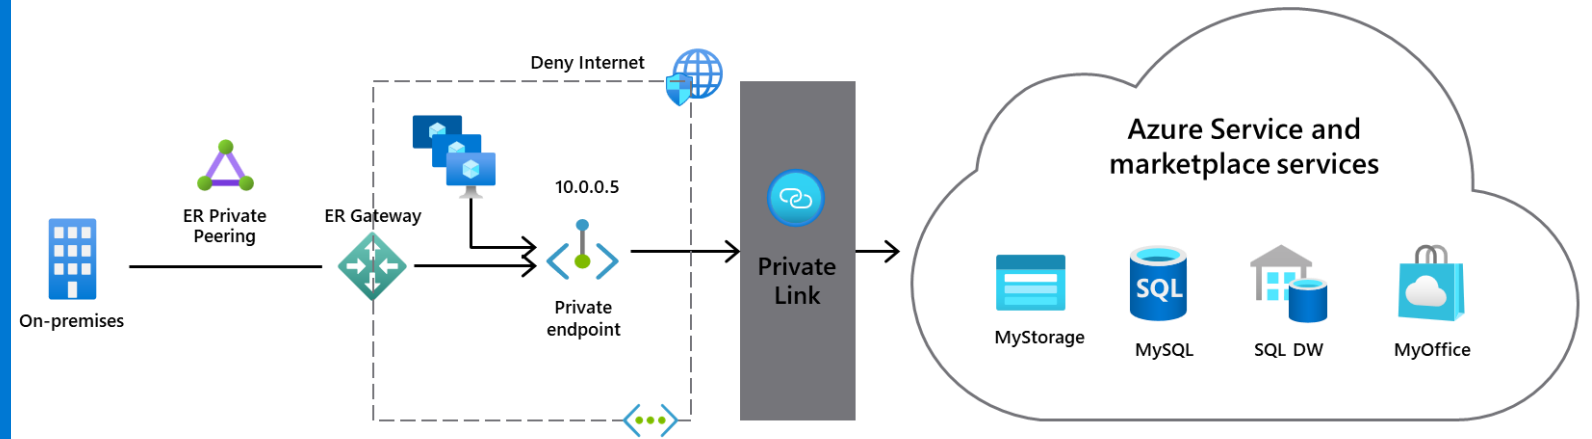 Deny Internet
ER Private
Peering
ER Gateway
10.0.0.5
On-premises
Private
endpoint
Private
Link
Azure Service and
marketplace services
SQL
MyStorage
MySQL
SQL DW
MyOffice